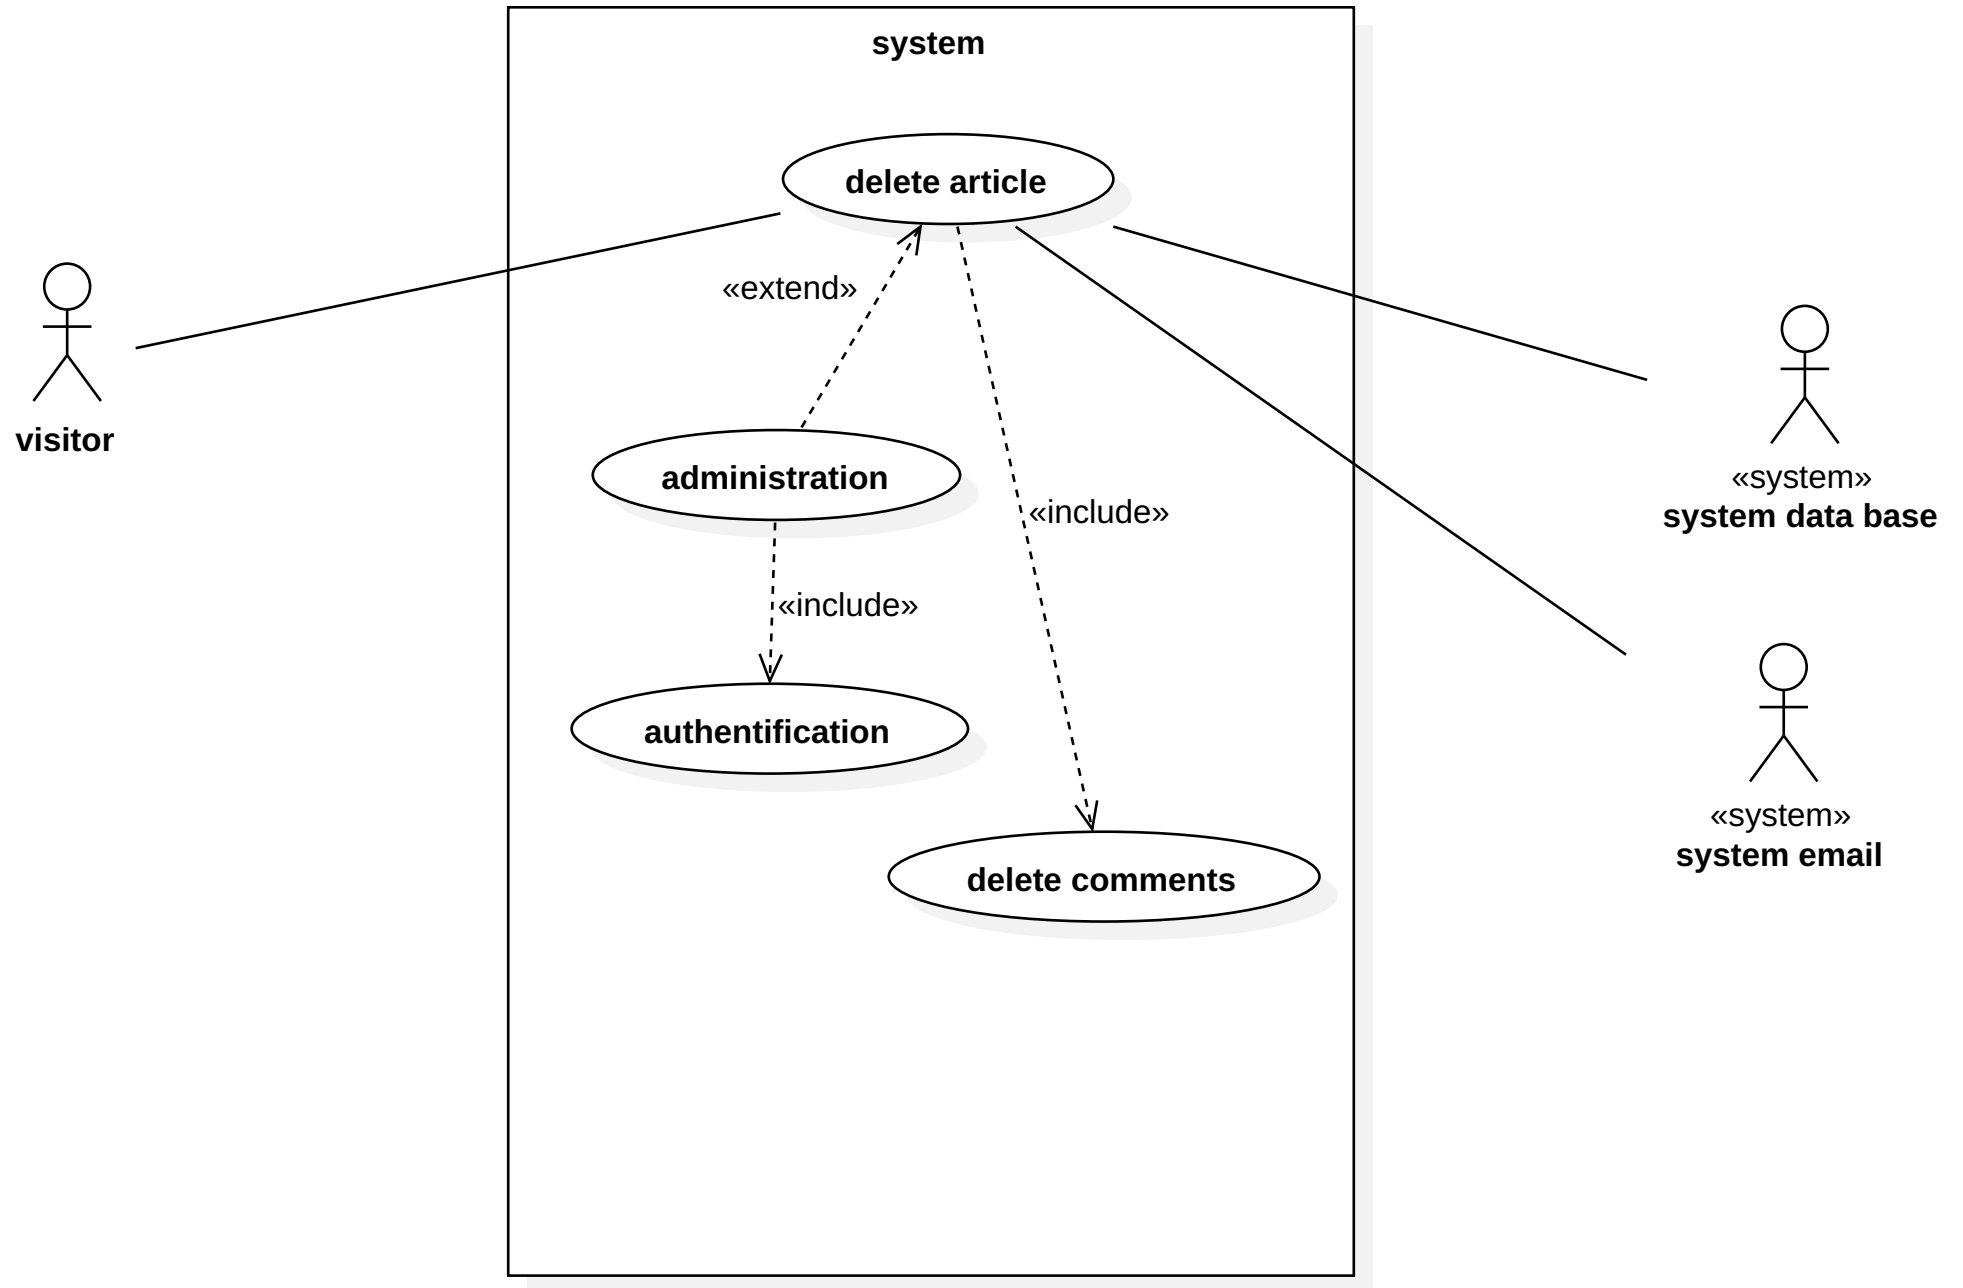 system
delete article
«extend»
visitor
administration
«system»
system data base
«include»
«include»
authentification
«system»
system email
delete comments